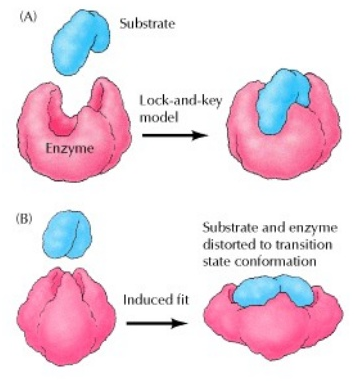 (A)
Substrate
Lock-and-key
model
Enzyme
(B)
Substrate and enzyme
distorted to transition
state conformation
Induced fit